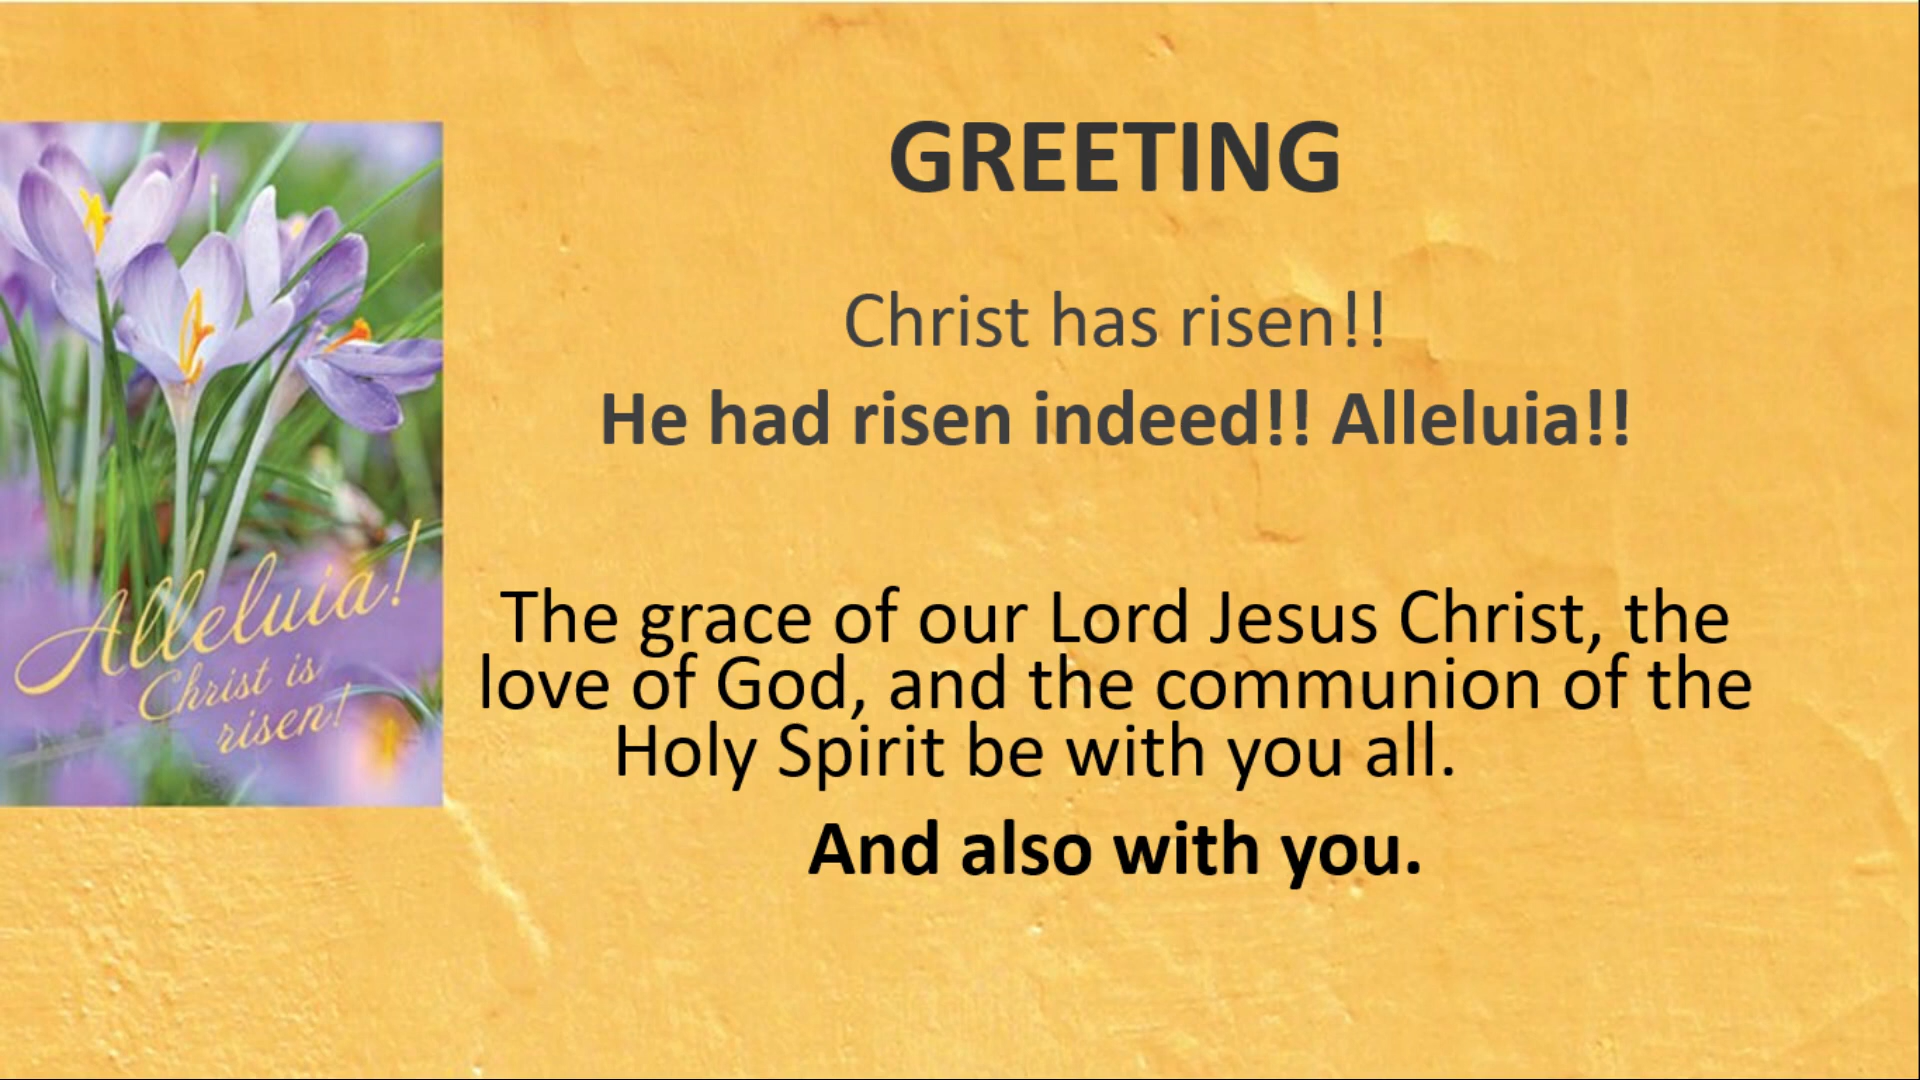 GREETING
Christ has risen!!
He had risen indeed!! Alleluia!!
The grace of our Lord Jesus Christ, the
love of God, and the communion of the
Holy Spirit be with you all.
And also with you.
Alleluia!
Christ is
risen!